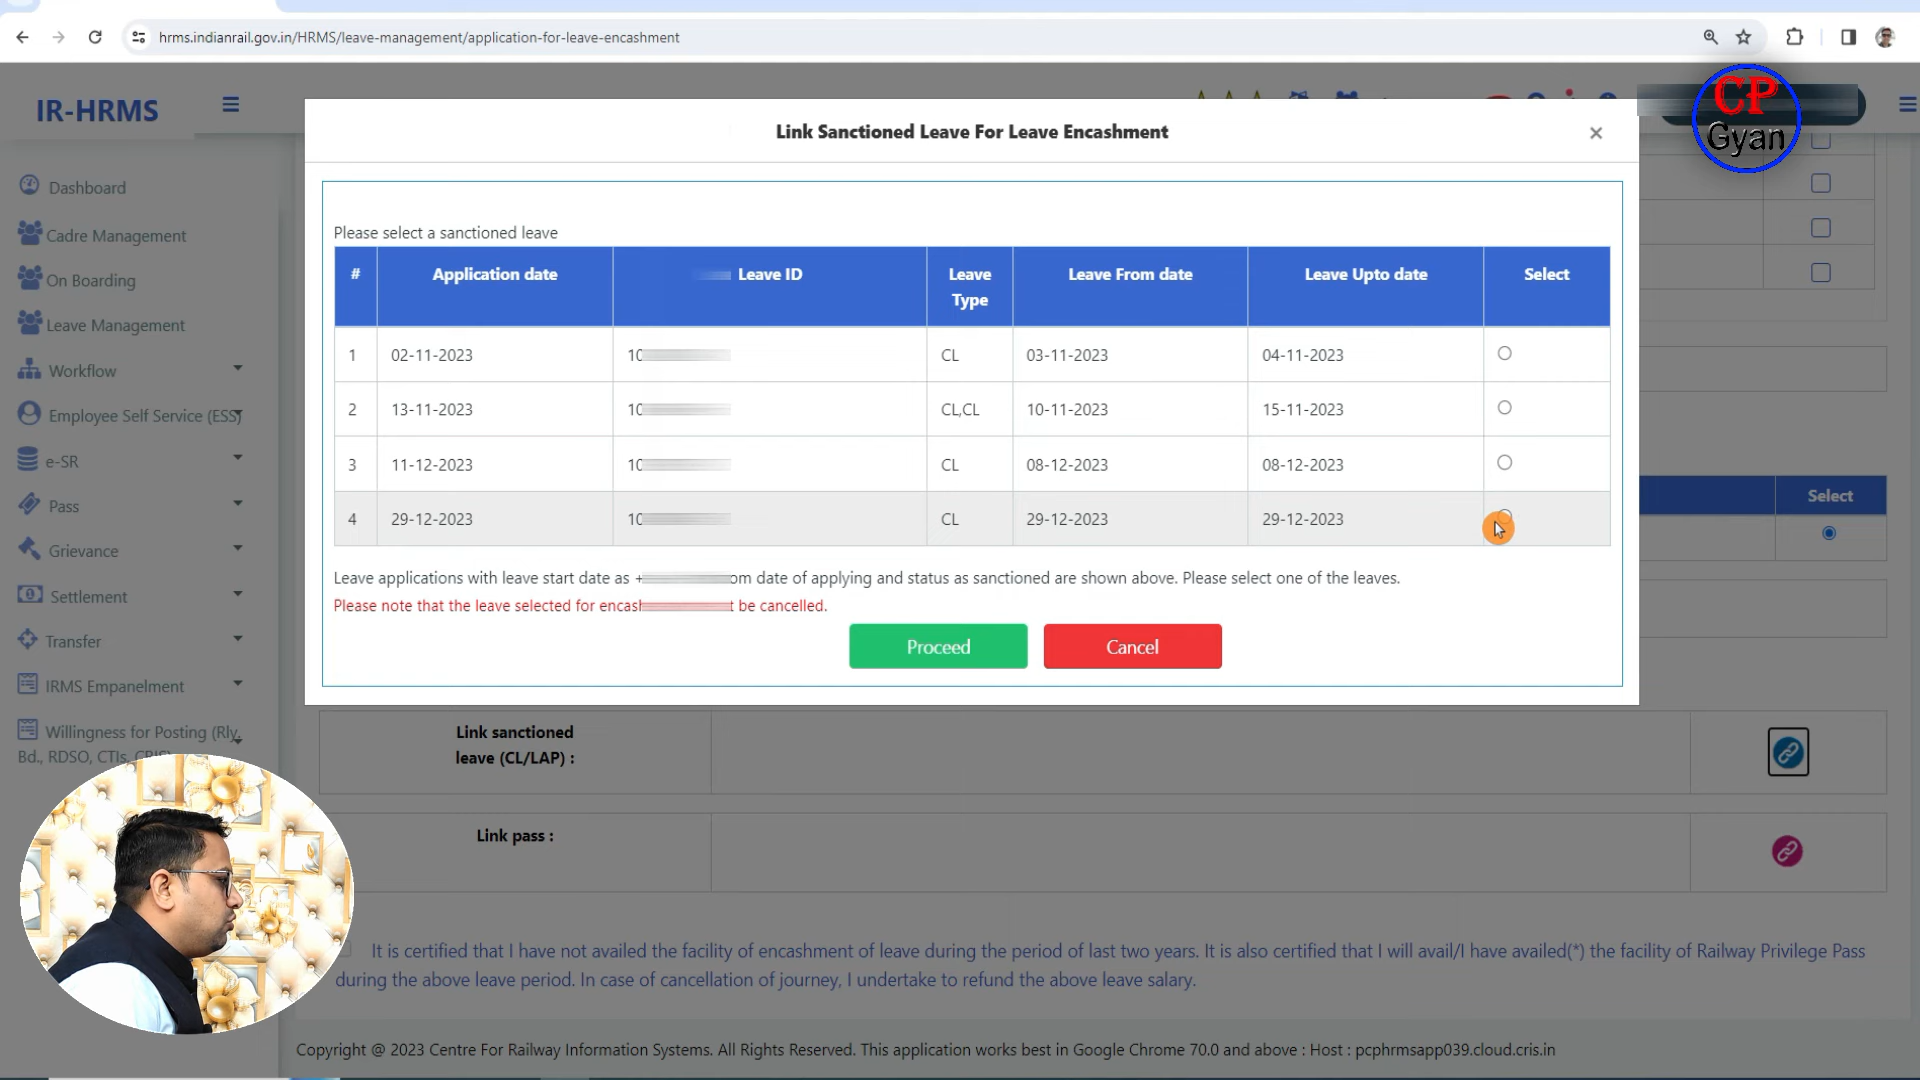 hrms.indianrail.gov.in/HRMS/leave-management/application-for-leave-encashment
IR-HRMS
CP
Gyan
Dashboard
Cadre Management
On Boarding
Leave Management
Workflow
Employee Self Service (ESS)
e-SR
Pass
Grievance
Settlement
Transfer
IRMS Empanelment
Willingness for Posting (Rly.
Bd., RDSO, CTIs, CRIS)
Link Sanctioned Leave For Leave Encashment
×
Please select a sanctioned leave
# Application date Leave ID Leave Type Leave From date Leave Upto date Select
1 02-11-2023 10 CL 03-11-2023 04-11-2023
2 13-11-2023 10 CL,CL 10-11-2023 15-11-2023
3 11-12-2023 10 CL 08-12-2023 08-12-2023
4 29-12-2023 10 CL 29-12-2023 29-12-2023
Leave applications with leave start date as + om date of applying and status as sanctioned are shown above. Please select one of the leaves.
Please note that the leave selected for encash t be cancelled.
Proceed Cancel
Select
Link sanctioned
leave (CL/LAP) :
Link pass :
It is certified that I have not availed the facility of encashment of leave during the period of last two years. It is also certified that I will avail/I have availed(*) the facility of Railway Privilege Pass
during the above leave period. In case of cancellation of journey, I undertake to refund the above leave salary.
Copyright @ 2023 Centre For Railway Information Systems. All Rights Reserved. This application works best in Google Chrome 70.0 and above : Host : pcphrmsapp039.cloud.cris.in